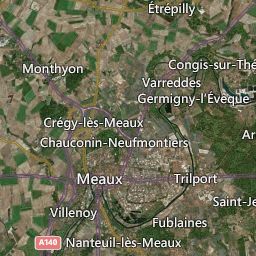 Étrépilly
Congis-sur-Thé
Monthyon
Varreddes
Germigny-l'Évêque
Crégy-lès-Meaux
Ar
Chauconin-Neufmontiers
Meaux
Trilport
Saint-Je
Villenoy
Fublaines
A140
Nanteuil-lès-Meaux